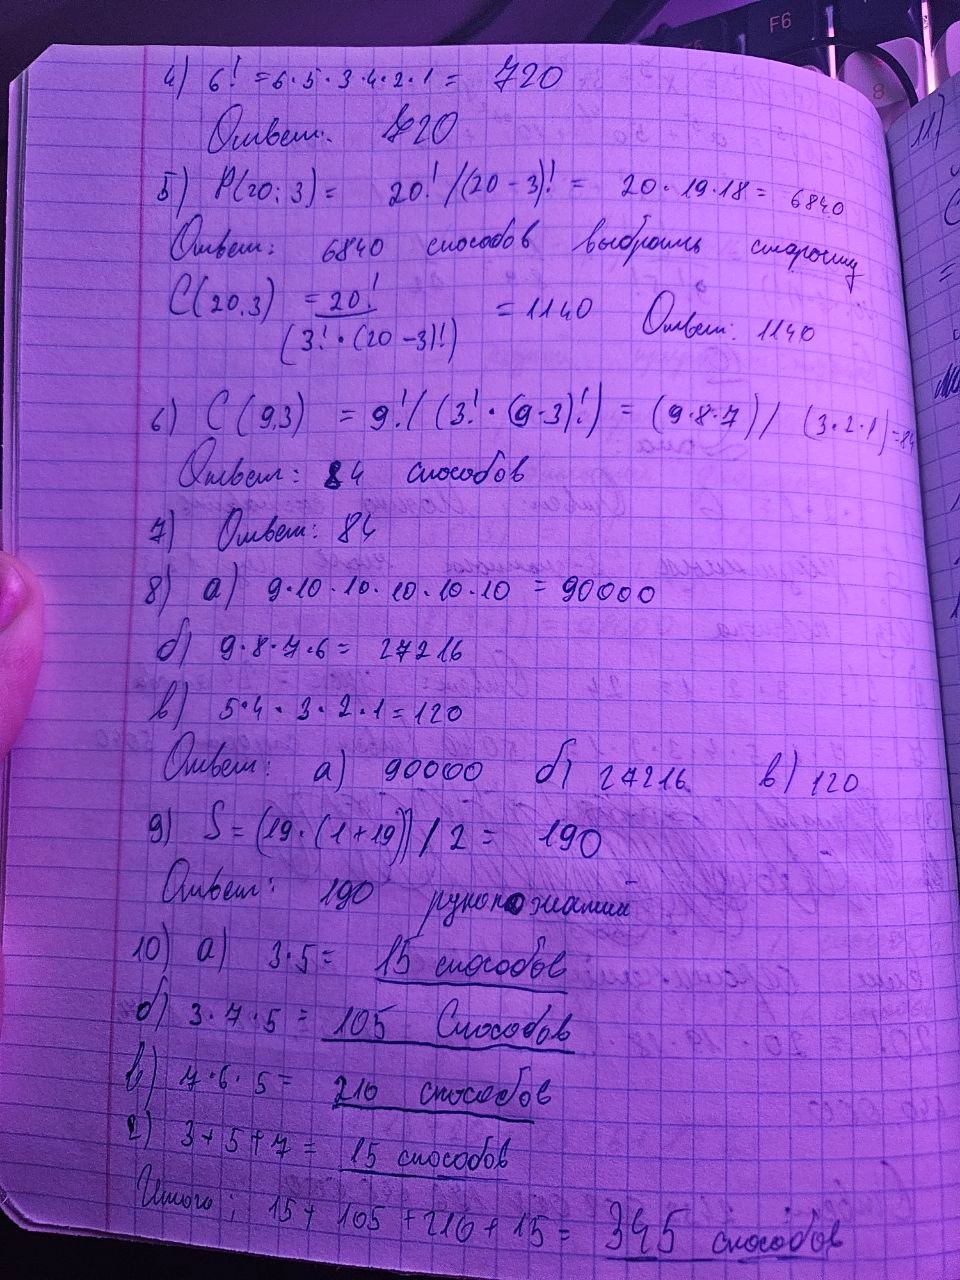 4) 6! = 6·5·3·4·2·1 = 720
Ответ: 720
5) P(20; 3) = 20! /(20-3)! = 20·19·18 = 6840
Ответ: 6840 способов выбрать старосту
C(20,3) = 20! / (3!·(20-3)!) = 1140 Ответ: 1140
6) C(9,3) = 9! / (3!·(9-3)!) = (9·8·7) / (3·2·1) = 84
Ответ: 84 способов
7) Ответ: 84
8) а) 9·10·10·10·10·10 = 90000
б) 9·8·7·6 = 27216
в) 5·4·3·2·1 = 120
Ответ: а) 90000 б) 27216 в) 120
9) S = (19·(1+19)) / 2 = 190
Ответ: 190 рукопожатий
10) а) 3·5 = 15 способов
б) 3·7·5 = 105 Способов
в) 7·6·5 = 210 способов
г) 3+5+7 = 15 способов
Итого: 15+105+210+15 = 345 способов
F6
8
11)